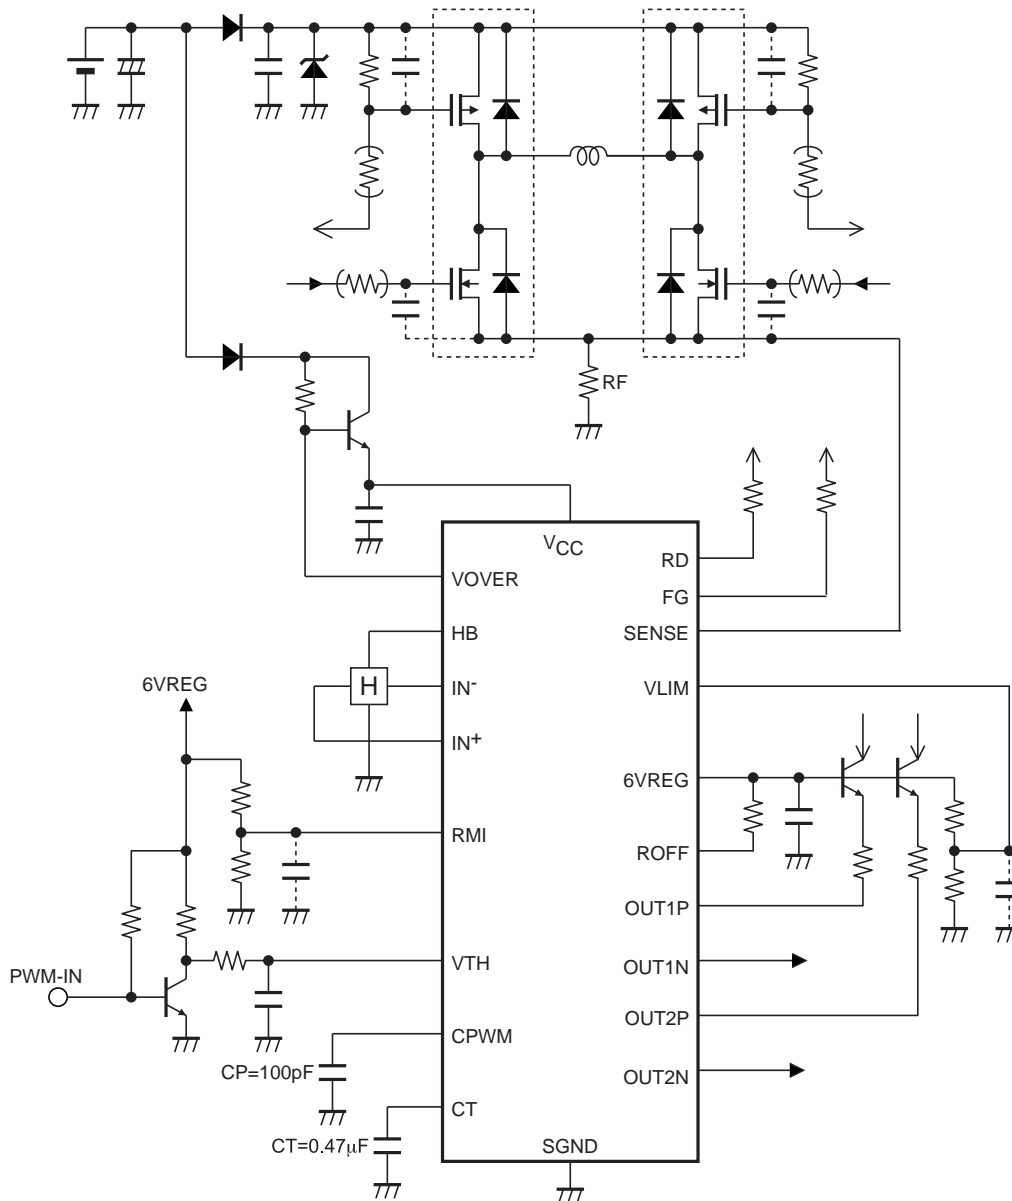 RF
VCC
RD
VOVER
FG
HB
SENSE
H
6VREG
IN-
VLIM
IN+
6VREG
RMI
ROFF
OUT1P
PWM-IN
VTH
OUT1N
OUT2P
CPWM
CP=100pF
OUT2N
CT
CT=0.47µF
SGND